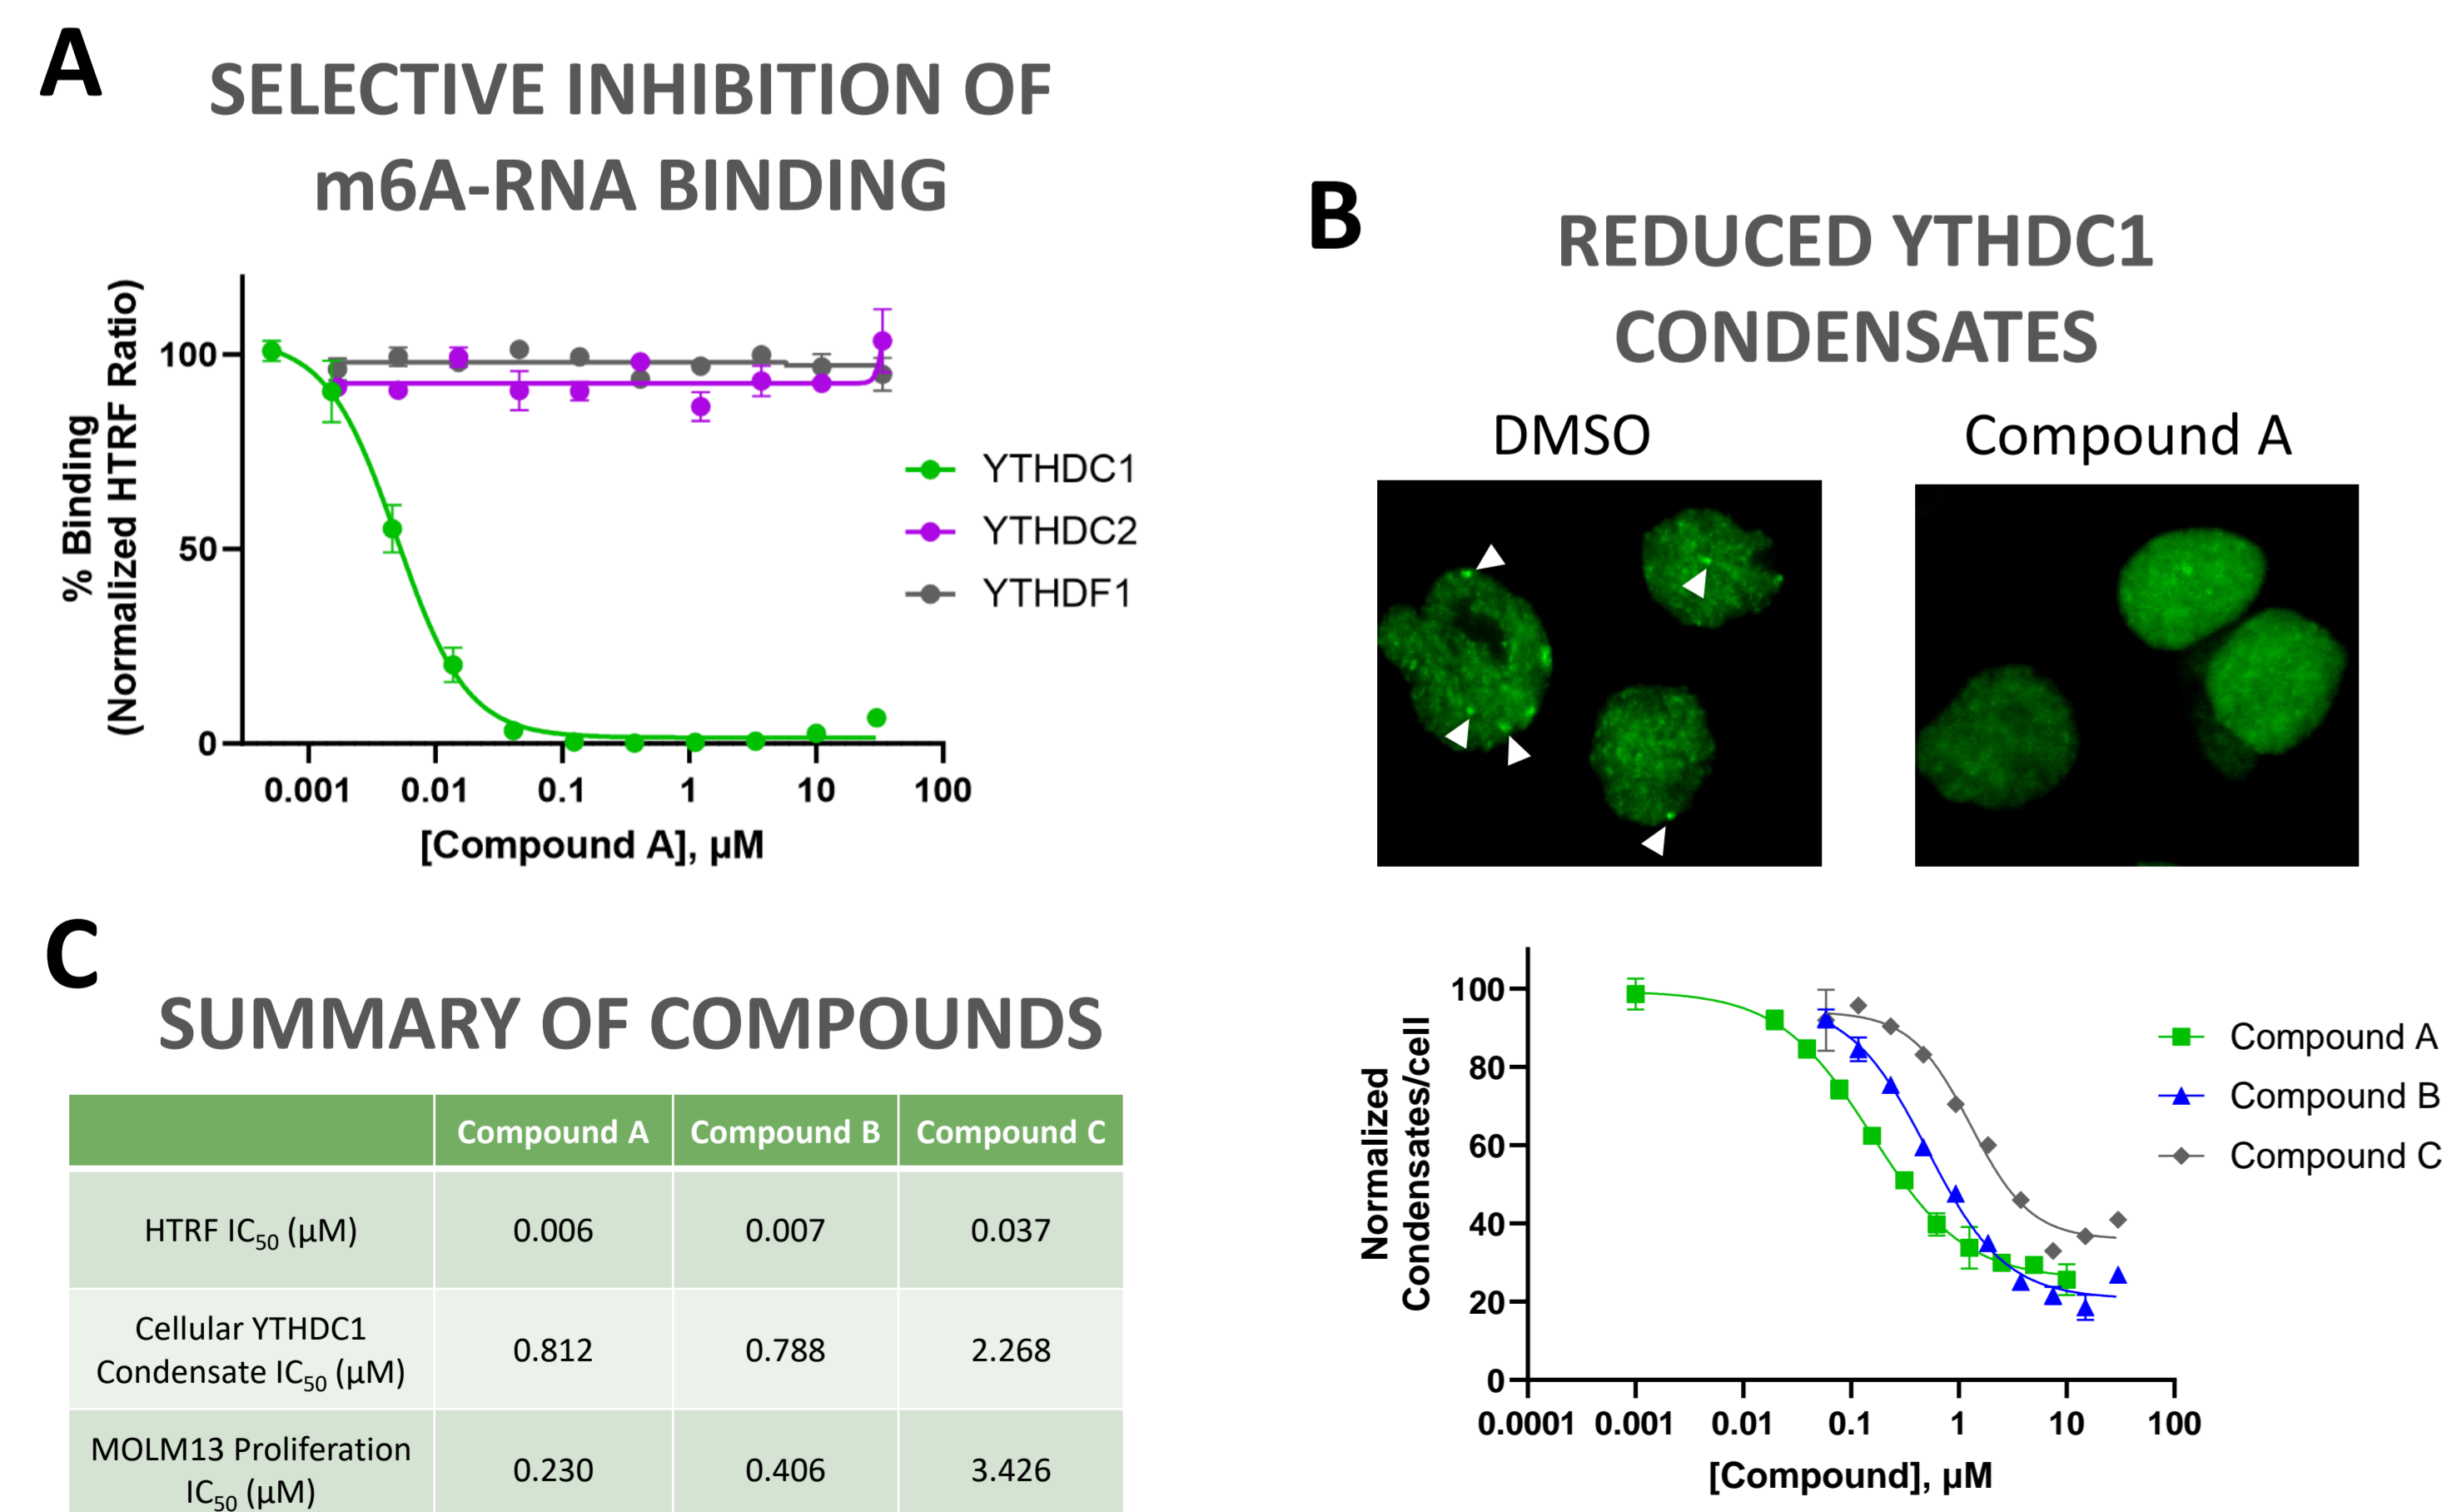 A
SELECTIVE INHIBITION OF
m6A-RNA BINDING
% Binding
(Normalized HTRF Ratio)
100
50
0
0.001 0.01 0.1 1 10 100
[Compound A], µM
YTHDC1
YTHDC2
YTHDF1
B
REDUCED YTHDC1
CONDENSATES
DMSO Compound A
Normalized
Condensates/cell
100
80
60
40
20
0
0.0001 0.001 0.01 0.1 1 10 100
[Compound], µM
Compound A
Compound B
Compound C
C
SUMMARY OF COMPOUNDS
Compound A Compound B Compound C
HTRF IC50 (µM) 0.006 0.007 0.037
Cellular YTHDC1
Condensate IC50 (µM) 0.812 0.788 2.268
MOLM13 Proliferation
IC50 (µM) 0.230 0.406 3.426